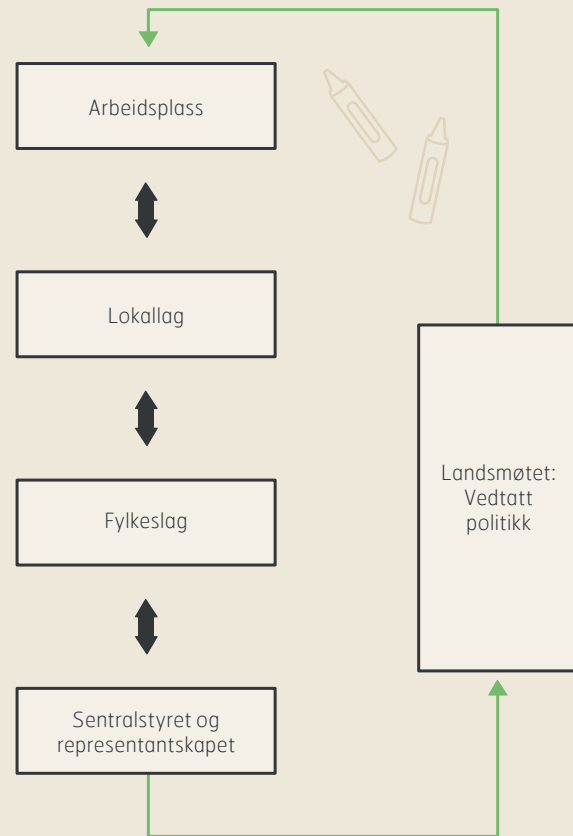 Arbeidsplass
Lokallag
Fylkeslag
Sentralstyret og
representantskapet
Landsmøtet:
Vedtatt
politikk